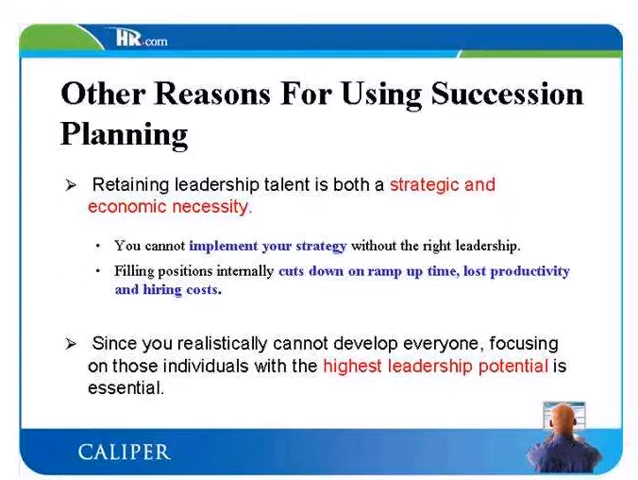 HR.com
Other Reasons For Using Succession
Planning
➢ Retaining leadership talent is both a strategic and
economic necessity.
• You cannot implement your strategy without the right leadership.
• Filling positions internally cuts down on ramp up time, lost productivity
and hiring costs.
➢ Since you realistically cannot develop everyone, focusing
on those individuals with the highest leadership potential is
essential.
CALIPER